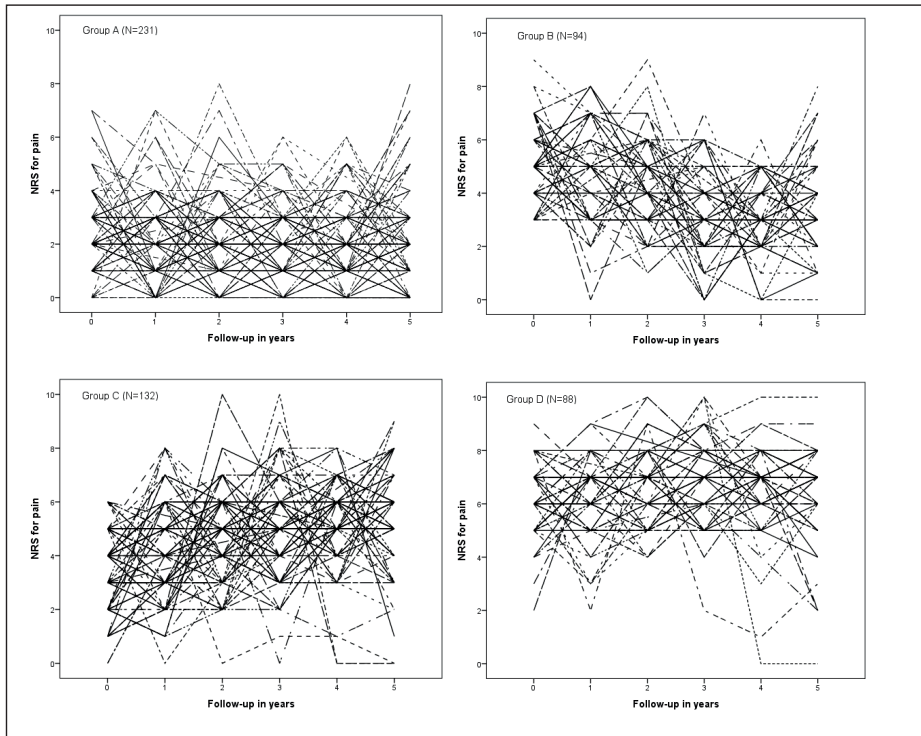 Group A (N=231)
10
8
6
4
2
0
NRS for pain
0 1 2 3 4 5
Follow-up in years
Group B (N=94)
10
8
6
4
2
0
NRS for pain
0 1 2 3 4 5
Follow-up in years
Group C (N=132)
10
8
6
4
2
0
NRS for pain
0 1 2 3 4 5
Follow-up in years
Group D (N=88)
10
8
6
4
2
0
NRS for pain
0 1 2 3 4 5
Follow-up in years